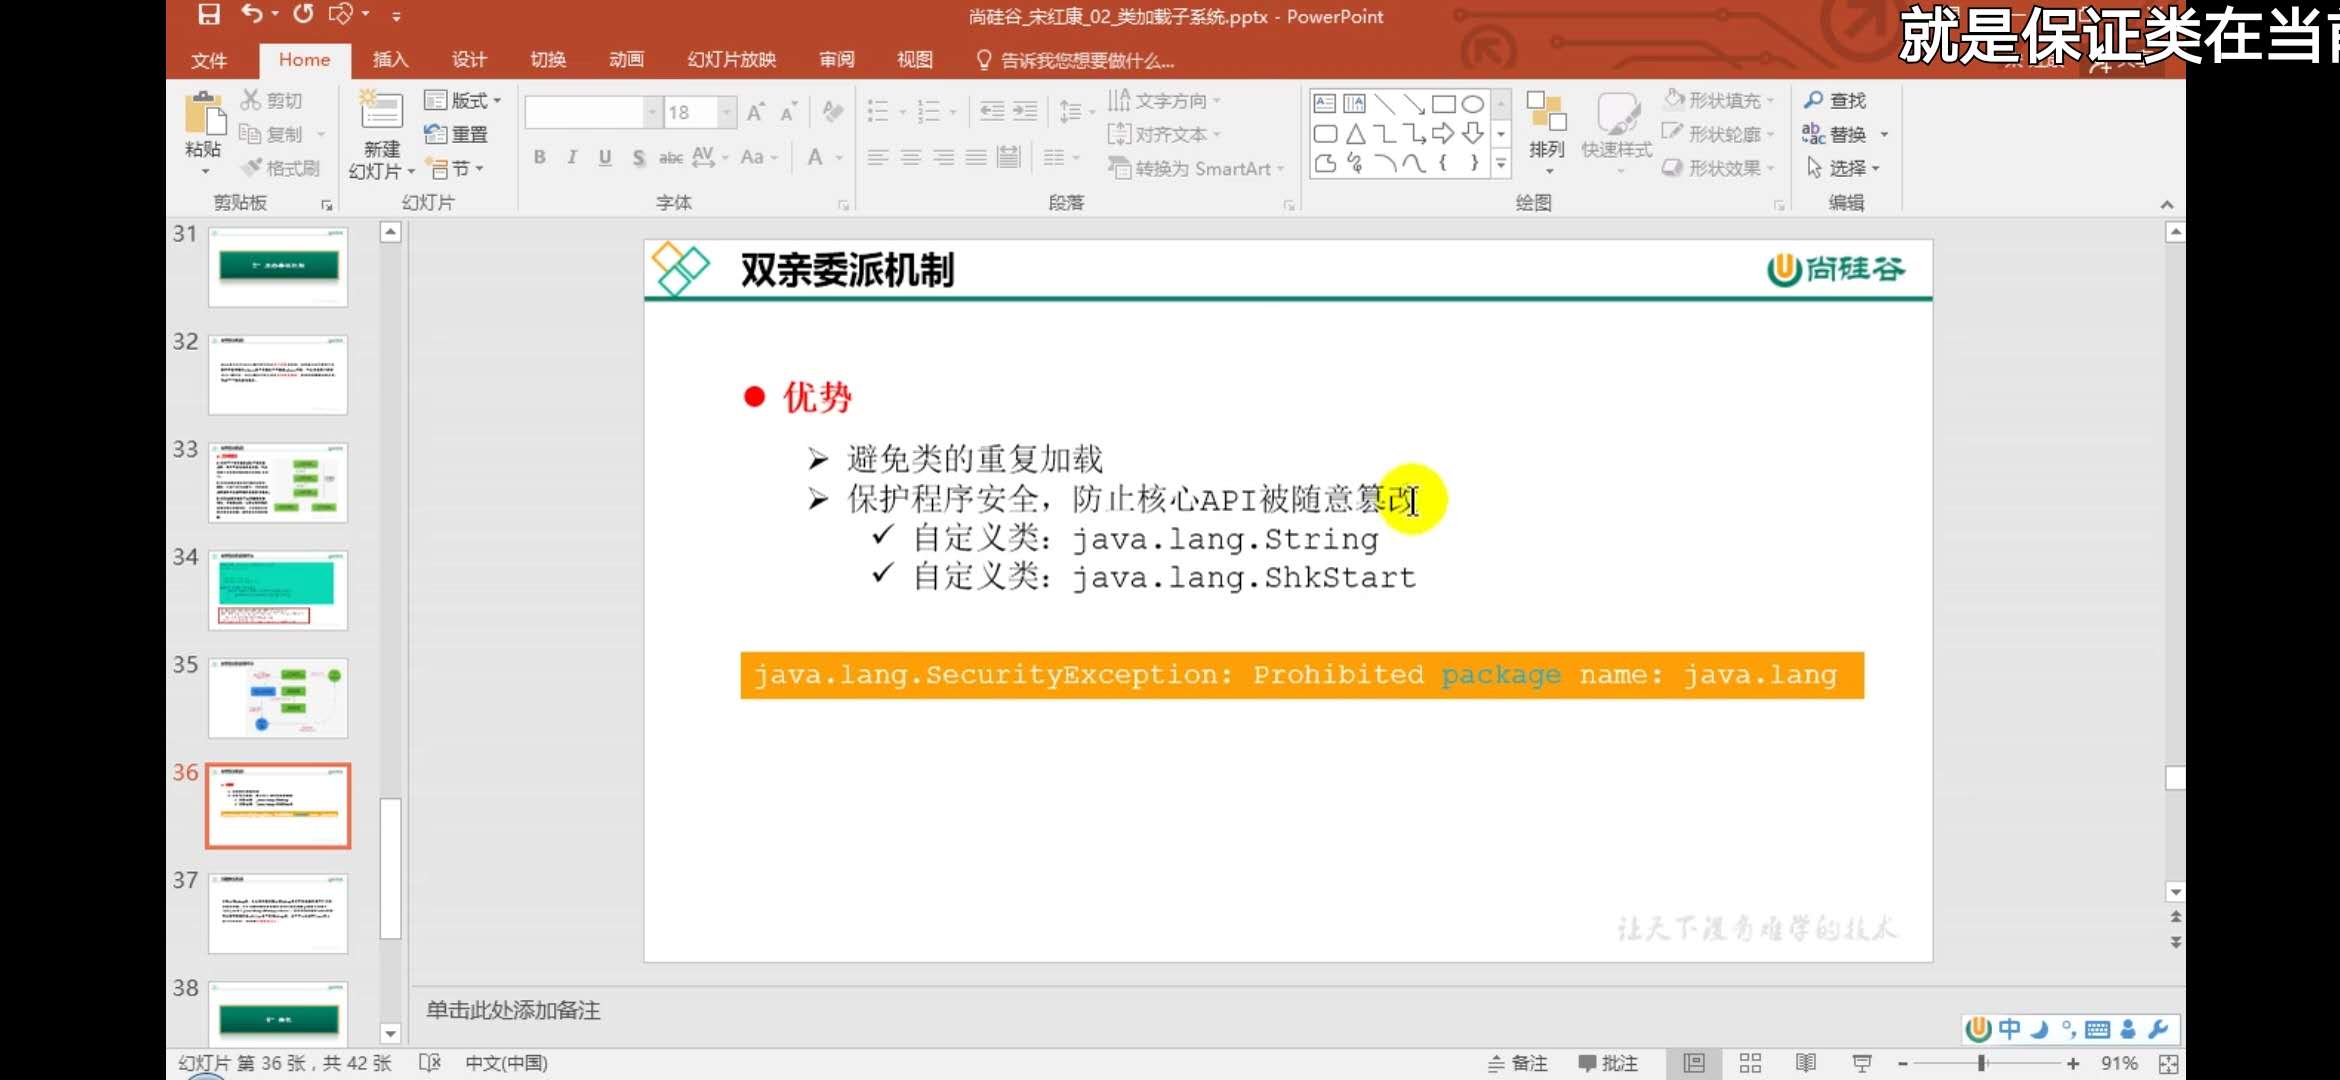 尚硅谷_宋红康_02_类加载子系统.pptx - PowerPoint
就是保证类在当前
文件 Home 插入 设计 切换 动画 幻灯片放映 审阅 视图 告诉我您想要做什么...
粘贴
剪切
复制
格式刷
剪贴板
新建
幻灯片
版式
重置
节
幻灯片
18
B I U S abc AV Aa A
字体
文字方向
对齐文本
转换为 SmartArt
段落
排列
快速样式
形状填充
形状轮廓
形状效果
绘图
查找
替换
选择
编辑
31
32
33
34
35
36
37
38
双亲委派机制
尚硅谷
优势
避免类的重复加载
保护程序安全，防止核心API被随意篡改
自定义类：java.lang.String
自定义类：java.lang.ShkStart
java.lang.SecurityException: Prohibited package name: java.lang
让天下没有难学的技术
单击此处添加备注
中
幻灯片 第 36 张，共 42 张 中文(中国) 备注 批注 91%